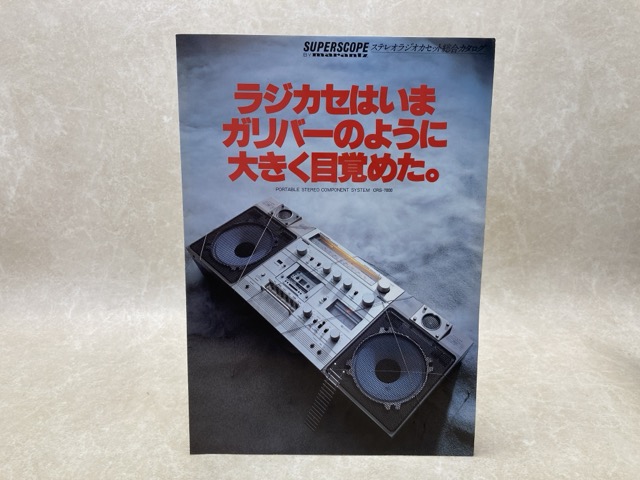 SUPERSCOPE ステレオラジオカセット総合カタログ
BY marantz
ラジカセはいま
ガリバーのように
大きく目覚めた。
PORTABLE STEREO COMPONENT SYSTEM